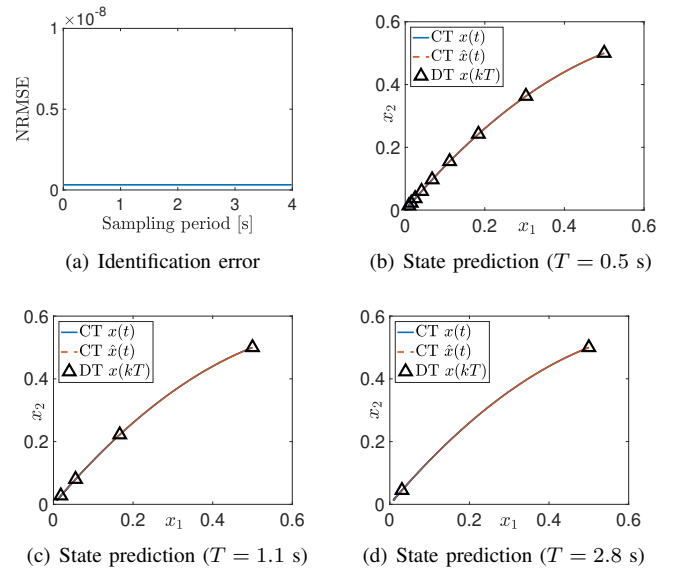 ×10⁻⁸
1
0.5
0
NRMSE
0 1 2 3 4
Sampling period [s]
(a) Identification error
0.6
0.4
0.2
0
x₂
CT x(t)
CT x̂(t)
DT x(kT)
0 0.2 0.4 0.6
x₁
(b) State prediction (T = 0.5 s)
0.6
0.4
0.2
0
x₂
CT x(t)
CT x̂(t)
DT x(kT)
0 0.2 0.4 0.6
x₁
(c) State prediction (T = 1.1 s)
0.6
0.4
0.2
0
x₂
CT x(t)
CT x̂(t)
DT x(kT)
0 0.2 0.4 0.6
x₁
(d) State prediction (T = 2.8 s)